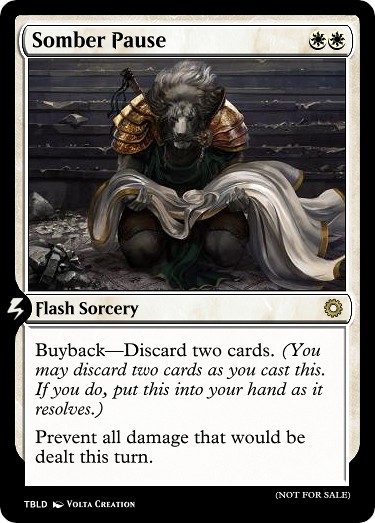 Somber Pause
Flash Sorcery
Buyback—Discard two cards. (You
may discard two cards as you cast this.
If you do, put this into your hand as it
resolves.)
Prevent all damage that would be
dealt this turn.
TBLD Volta Creation
(NOT FOR SALE)